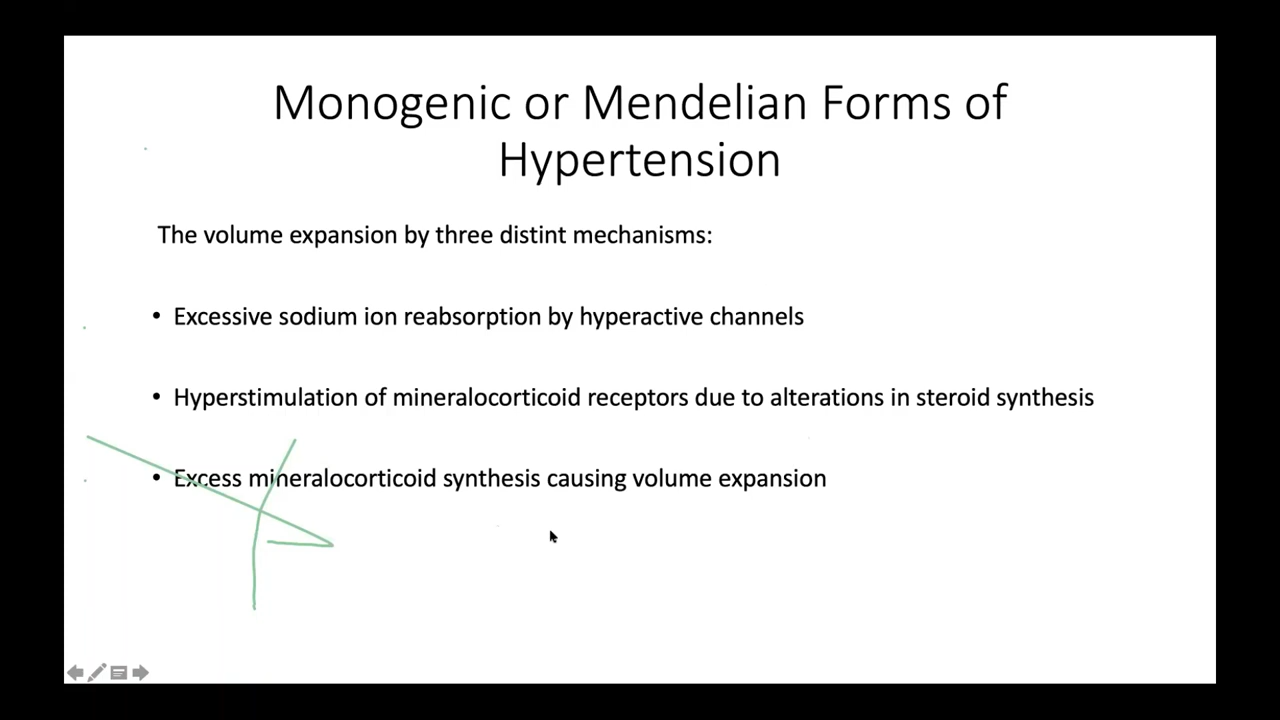 Monogenic or Mendelian Forms of
Hypertension
The volume expansion by three distint mechanisms:
• Excessive sodium ion reabsorption by hyperactive channels
• Hyperstimulation of mineralocorticoid receptors due to alterations in steroid synthesis
• Excess mineralocorticoid synthesis causing volume expansion